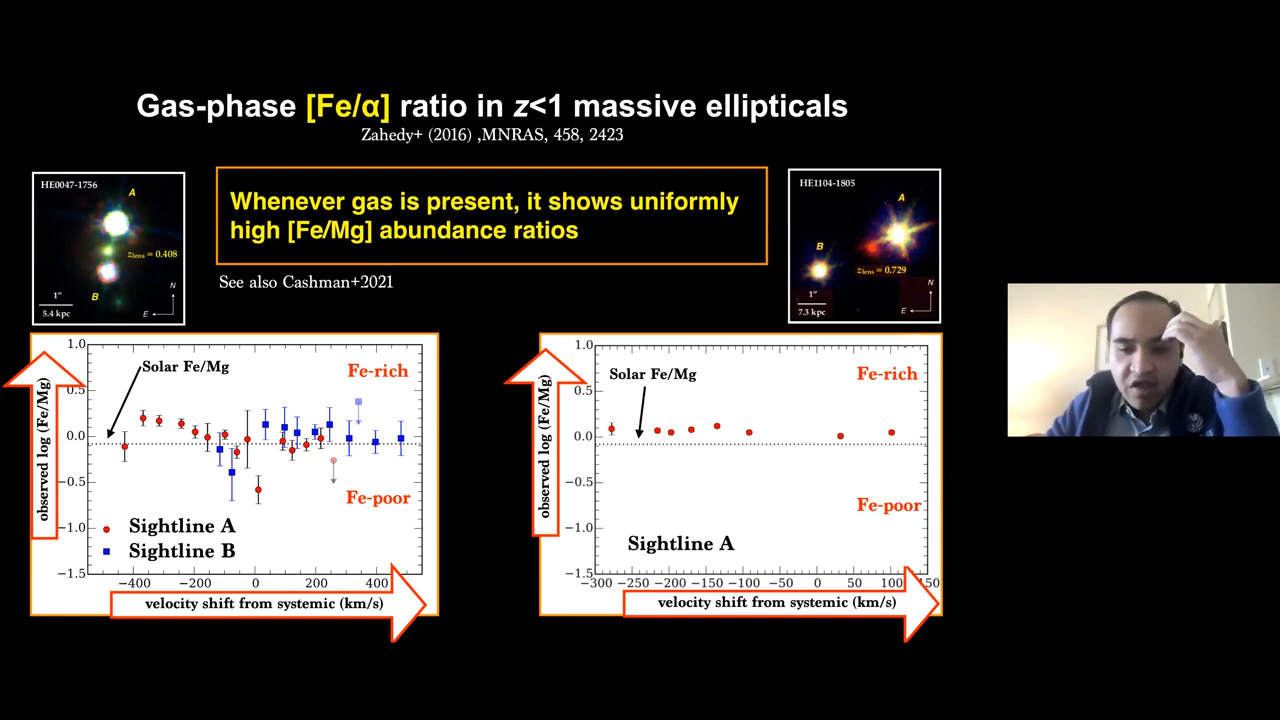 Gas-phase [Fe/α] ratio in z<1 massive ellipticals
Zahedy+ (2016) ,MNRAS, 458, 2423
HE0047-1756
A
zlens = 0.408
B
1"
5.4 kpc
N
E
Whenever gas is present, it shows uniformly
high [Fe/Mg] abundance ratios
See also Cashman+2021
HE1104-1805
A
B
zlens = 0.729
1"
7.3 kpc
N
E
observed log (Fe/Mg)
1.0
0.5
0.0
−0.5
−1.0
−1.5
Solar Fe/Mg
Fe-rich
Fe-poor
Sightline A
Sightline B
−400 −200 0 200 400
velocity shift from systemic (km/s)
observed log (Fe/Mg)
1.0
0.5
0.0
−0.5
−1.0
−1.5
Solar Fe/Mg
Fe-rich
Fe-poor
Sightline A
−300 −250 −200 −150 −100 −50 0 50 100 150
velocity shift from systemic (km/s)